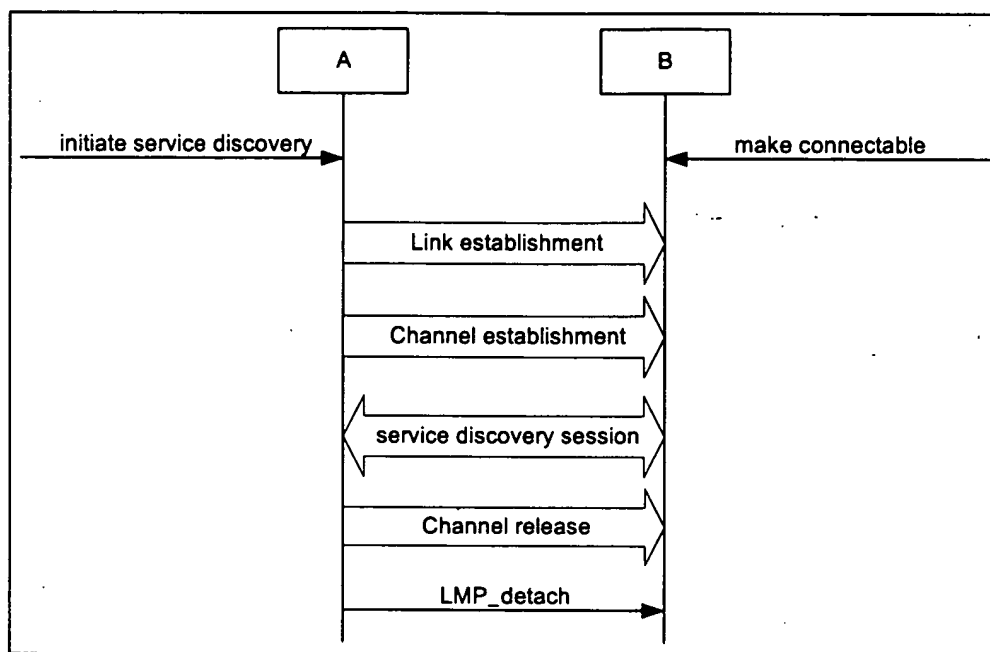 A
B
initiate service discovery
make connectable
Link establishment
Channel establishment
service discovery session
Channel release
LMP_detach